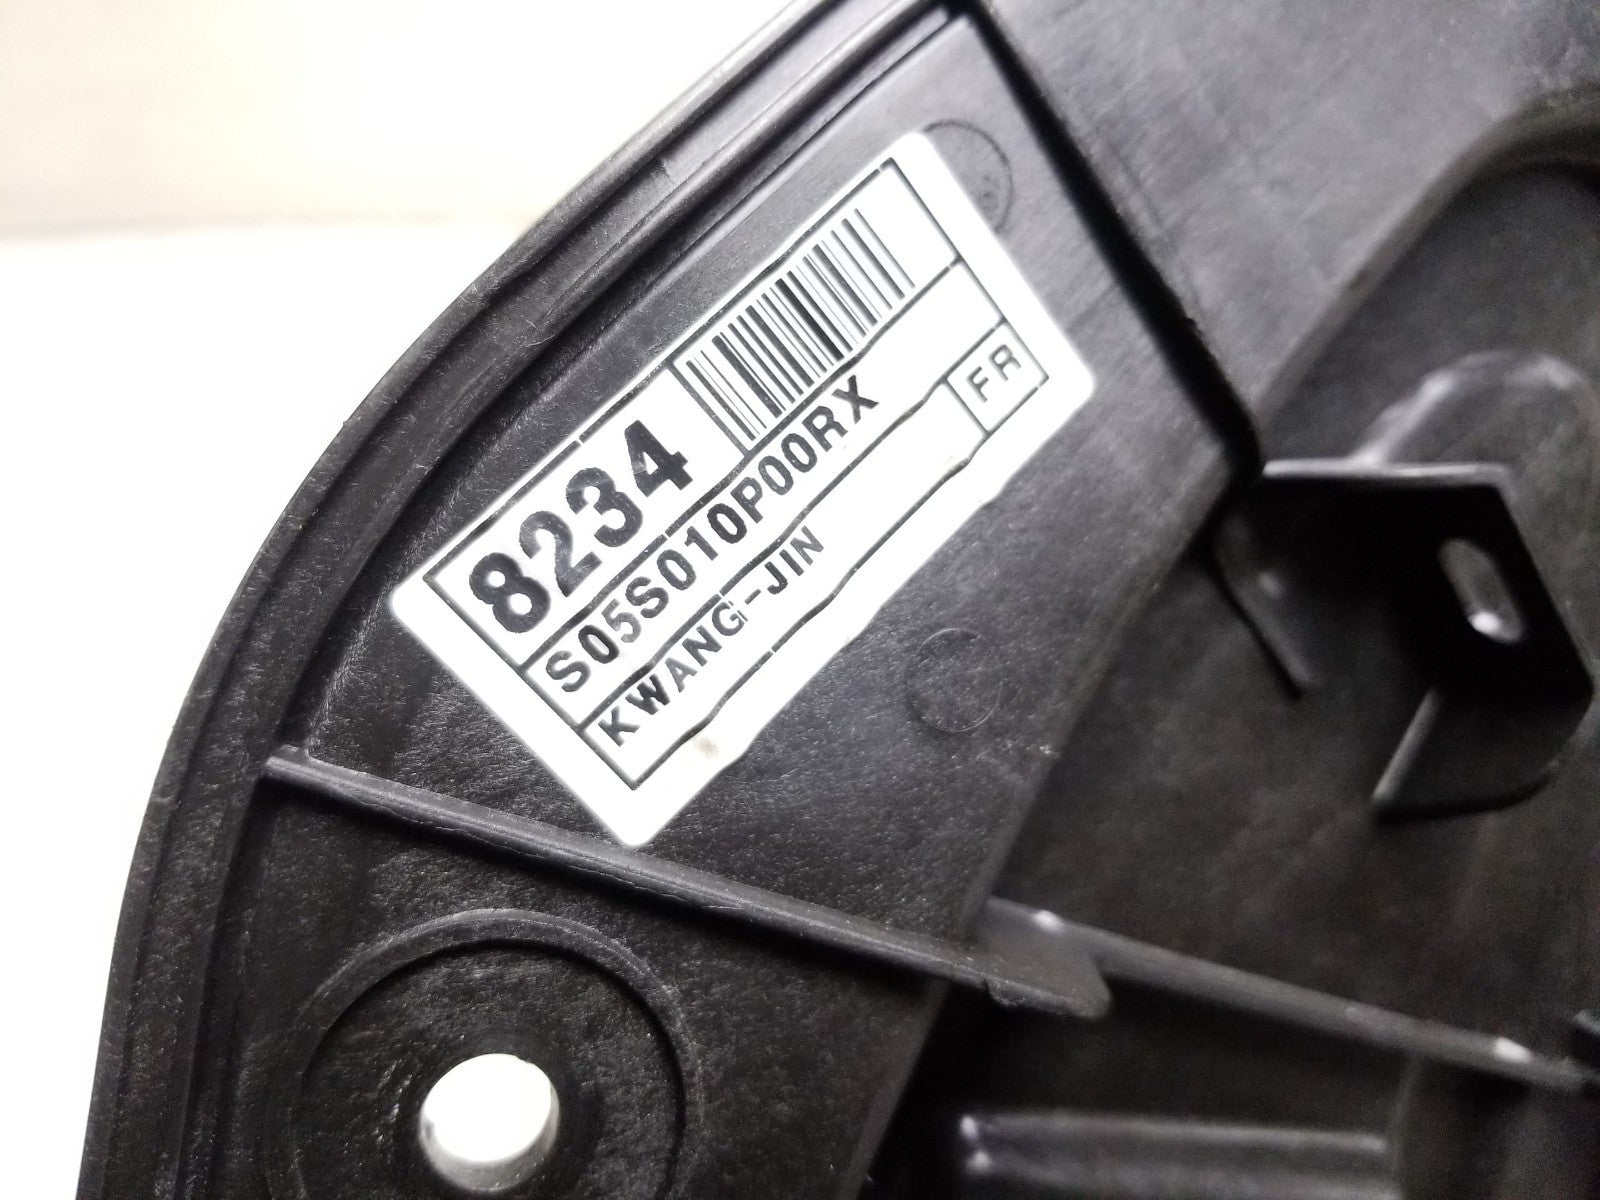 8234
S05S010P00RX
KWANG-JIN
FR